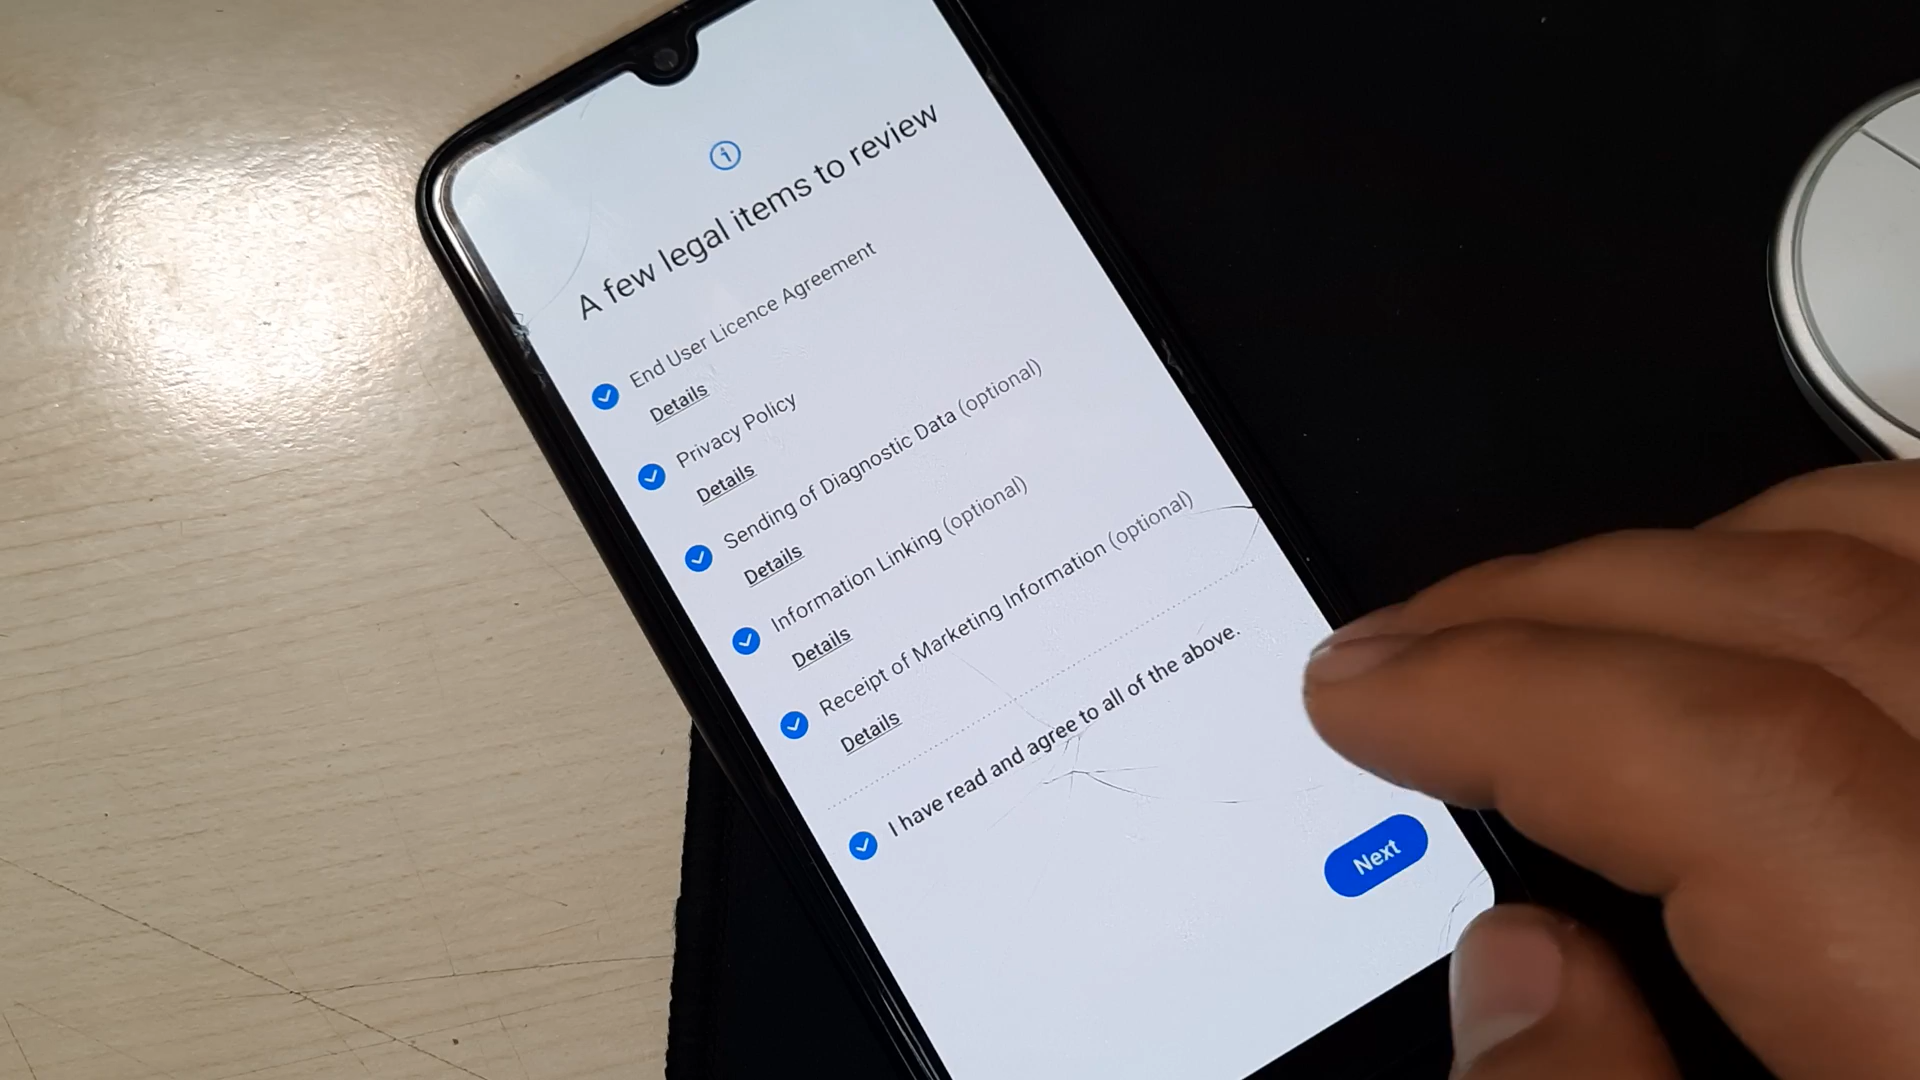 A few legal items to review
End User Licence Agreement
Details
Privacy Policy
Details
Sending of Diagnostic Data (optional)
Details
Information Linking (optional)
Details
Receipt of Marketing Information (optional)
Details
I have read and agree to all of the above.
Next